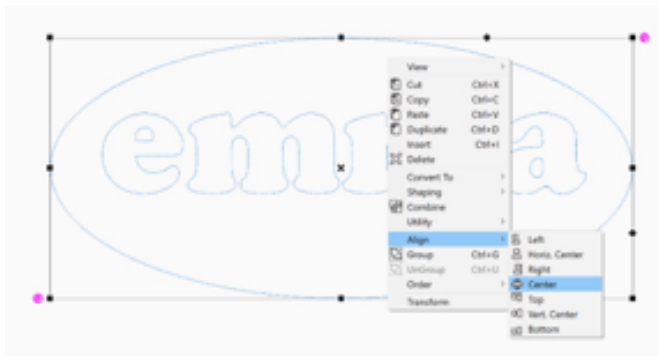 emma
View
Cut Ctrl+X
Copy Ctrl+C
Paste Ctrl+V
Duplicate Ctrl+D
Insert Ctrl+I
Delete
Convert To
Shaping
Combine
Utility
Align
Group Ctrl+G
UnGroup Ctrl+U
Order
Transform
Left
Horiz. Center
Right
Center
Top
Vert. Center
Bottom